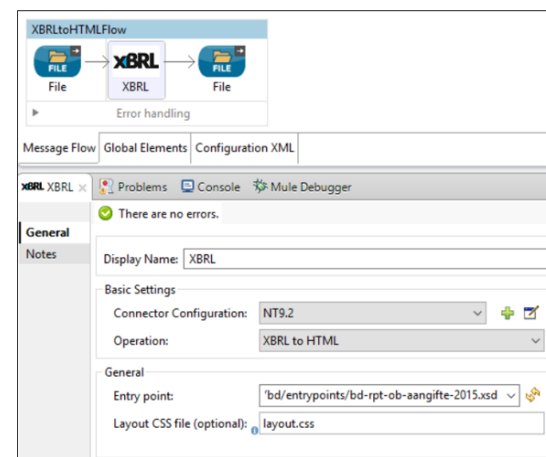 XBRLtoHTMLFlow
FILE xBRL FILE
File XBRL File
Error handling
Message Flow Global Elements Configuration XML
xBRL XBRL Problems Console Mule Debugger
There are no errors.
General
Notes
Display Name: XBRL
Basic Settings
Connector Configuration: NT9.2
Operation: XBRL to HTML
General
Entry point: 'bd/entrypoints/bd-rpt-ob-aangifte-2015.xsd
Layout CSS file (optional): layout.css